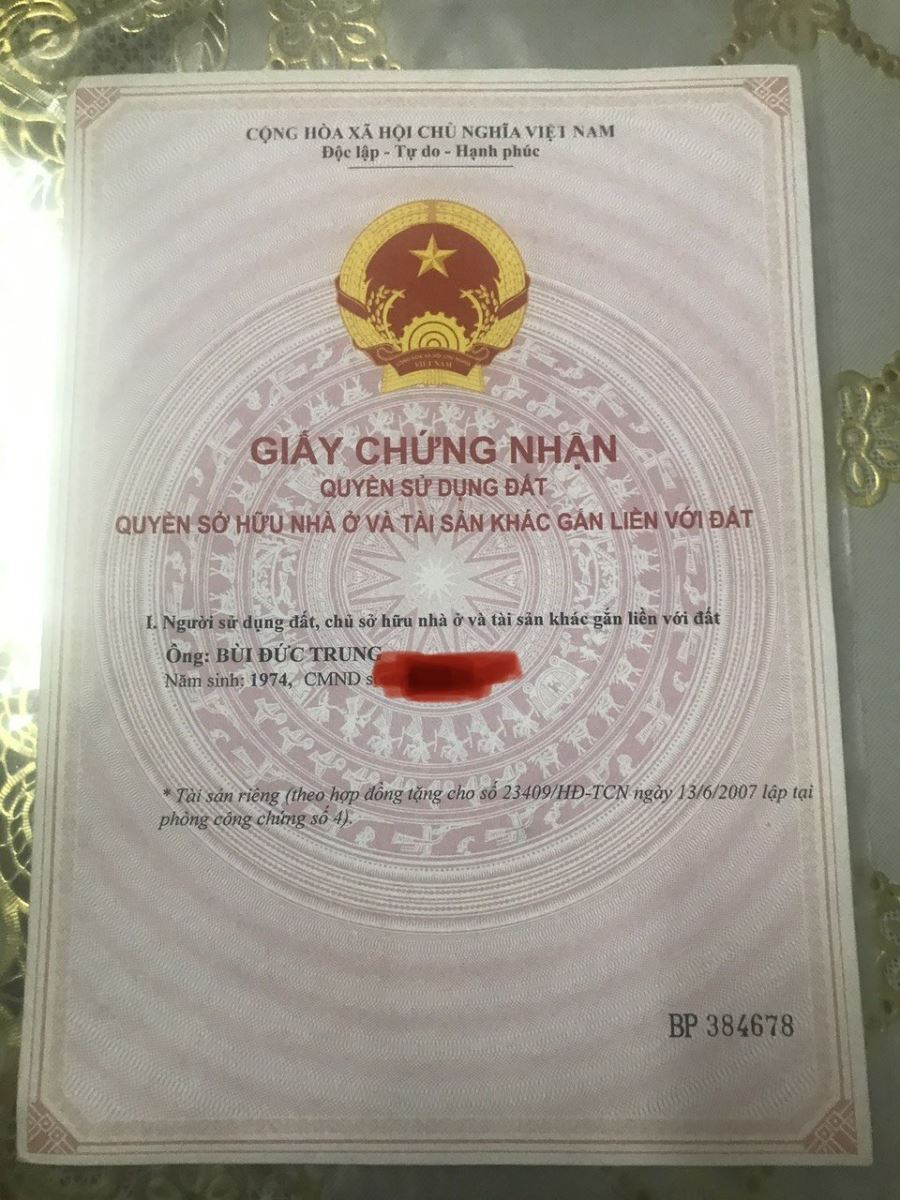 CỘNG HÒA XÃ HỘI CHỦ NGHĨA VIỆT NAM
Độc lập - Tự do - Hạnh phúc
CỘNG HÒA XÃ HỘI CHỦ NGHĨA
VIỆT NAM
GIẤY CHỨNG NHẬN
QUYỀN SỬ DỤNG ĐẤT
QUYỀN SỞ HỮU NHÀ Ở VÀ TÀI SẢN KHÁC GẮN LIỀN VỚI ĐẤT
I. Người sử dụng đất, chủ sở hữu nhà ở và tài sản khác gắn liền với đất
Ông: BÙI ĐỨC TRUNG
Năm sinh: 1974, CMND
* Tài sản riêng (theo hợp đồng tặng cho số 23409/HĐ-TCN ngày 13/6/2007 lập tại
phòng công chứng số 4).
BP 384678